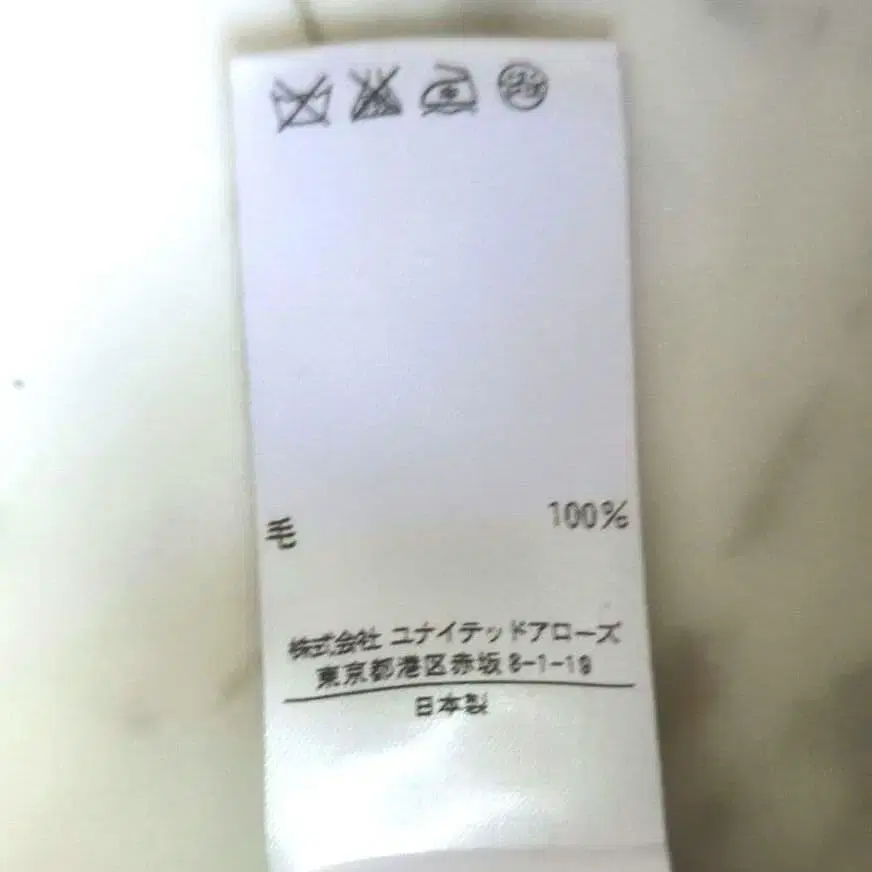 毛 100%
株式会社 ユナイテッドアローズ
東京都港区赤坂 8-1-19
日本製